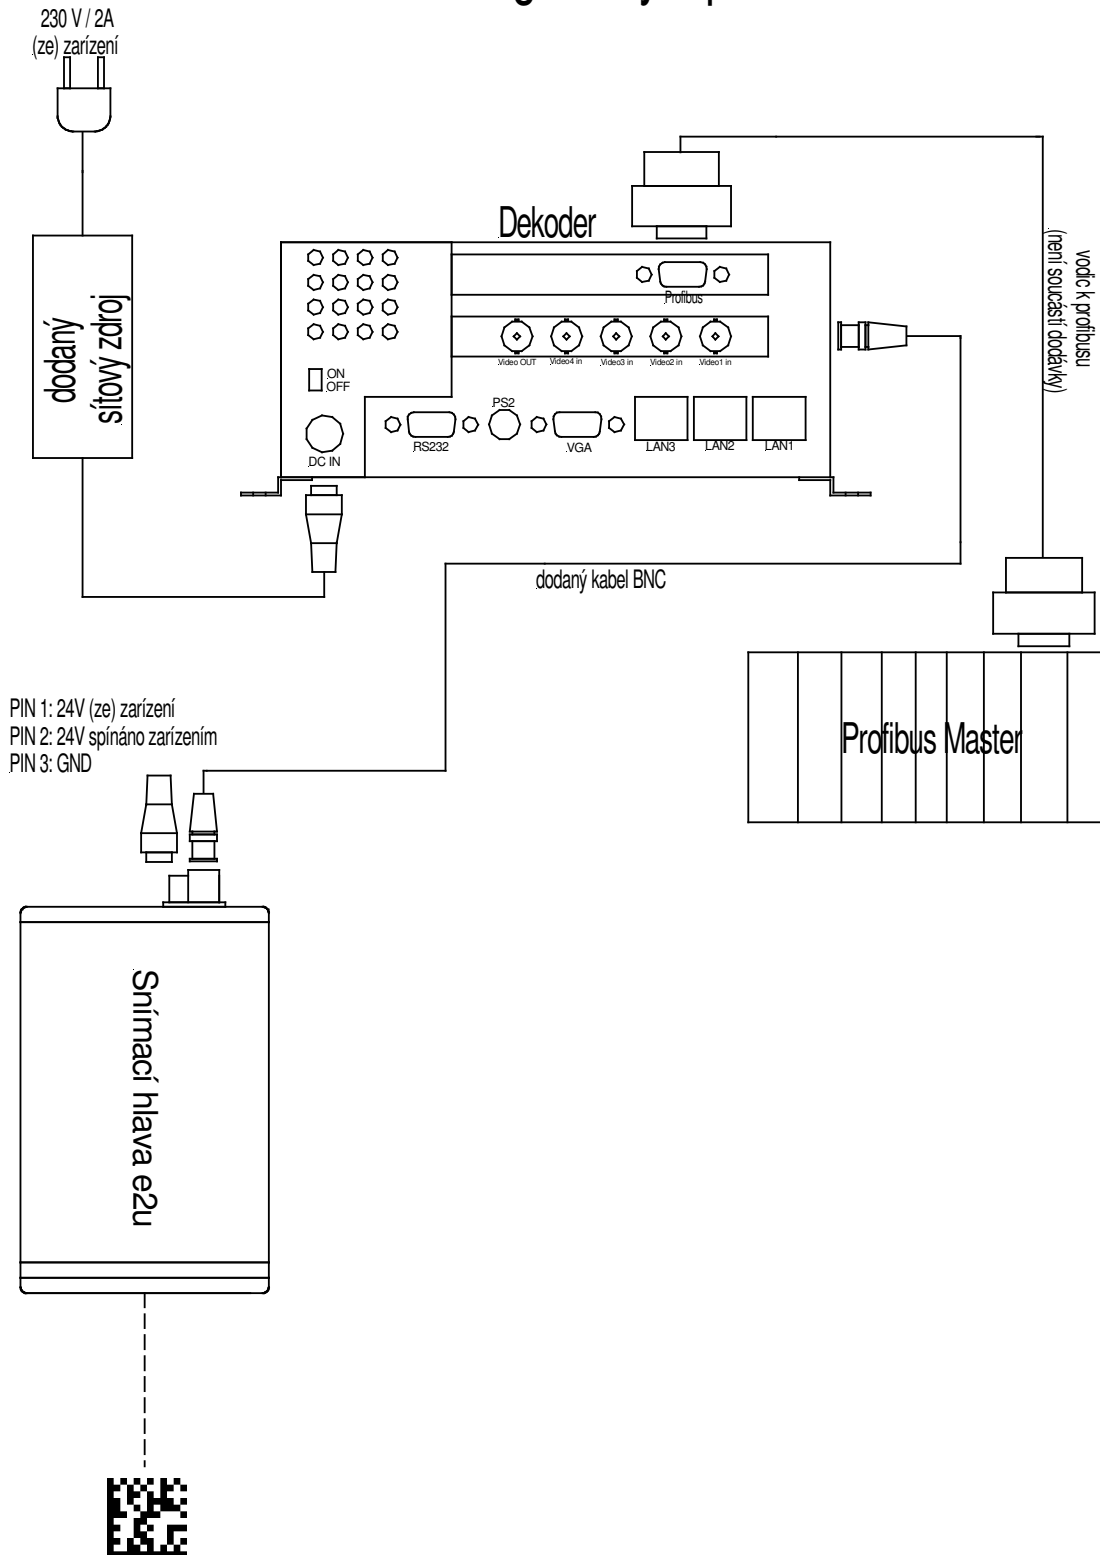 230 V / 2A
(ze) zarízení
dodaný
sítový zdroj
Dekoder
Profibus
Video OUT
Video4 in
Video3 in
Video2 in
Video1 in
ON
OFF
DC IN
RS232
PS2
VGA
LAN3
LAN2
LAN1
vodic k profibusu
(není soucástí dodávky)
dodaný kabel BNC
PIN 1: 24V (ze) zarízení
PIN 2: 24V spínáno zarízením
PIN 3: GND
Profibus Master
Snímací hlava e2u